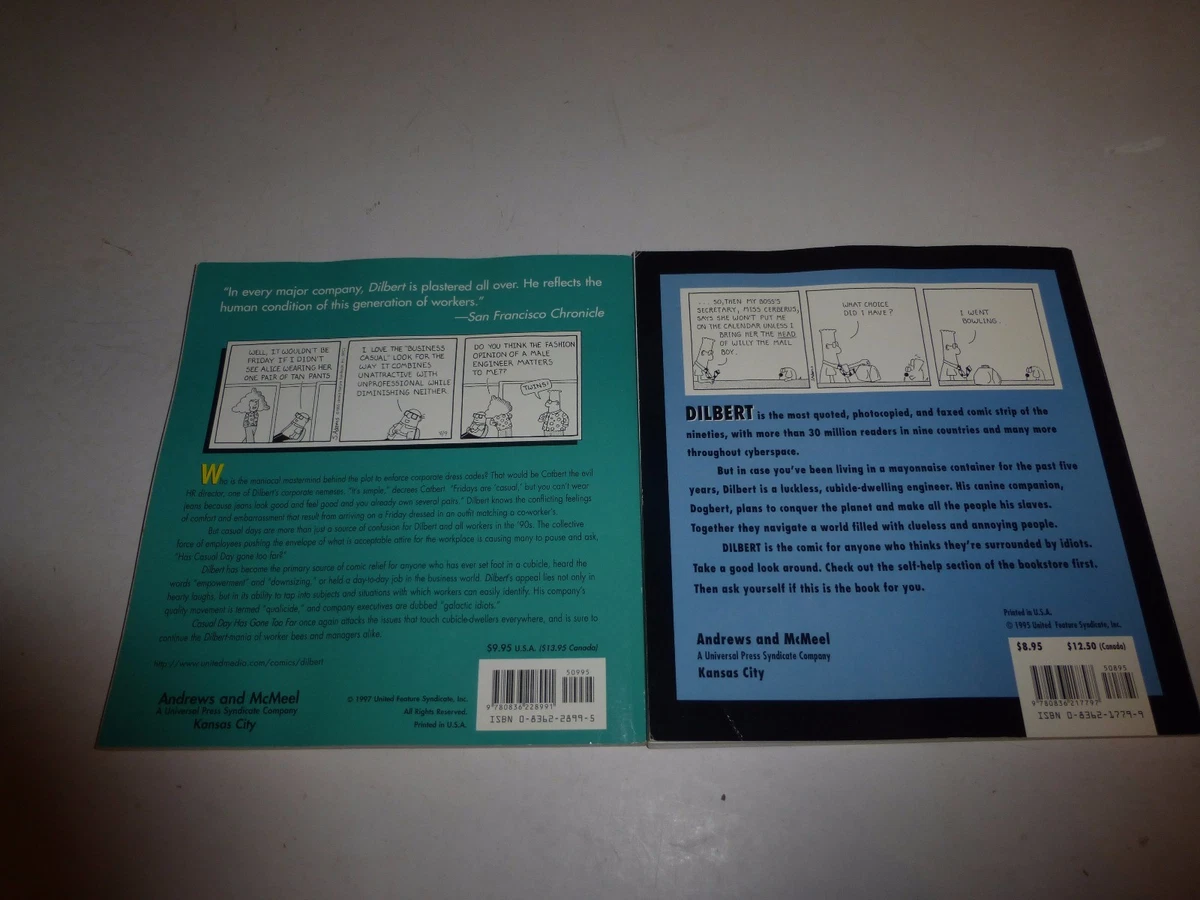 "In every major company, Dilbert is plastered all over. He reflects the
human condition of this generation of workers."
—San Francisco Chronicle
WELL, IT WOULDN'T BE
FRIDAY IF I DIDN'T
SEE ALICE WEARING HER
ONE PAIR OF TAN PANTS
I LOVE THE "BUSINESS
CASUAL" LOOK FOR THE
WAY IT COMBINES
UNATTRACTIVE WITH
UNPROFESSIONAL WHILE
DIMINISHING NEITHER
DO YOU THINK THE FASHION
OPINION OF A MALE
ENGINEER MATTERS
TO ME??
TWINS!
Who is the maniacal mastermind behind the plot to enforce corporate dress codes? That would be Catbert the evil
HR director, one of Dilbert's corporate nemeses. "It's simple," decrees Catbert. "Fridays are 'casual,' but you can't wear
jeans because jeans look good and feel good and you already own several pairs." Dilbert knows the conflicting feelings
of comfort and embarrassment that result from arriving on a Friday dressed in an outfit matching a co-worker's.
But casual days are more than just a source of confusion for Dilbert and all workers in the '90s. The collective
force of employees pushing the envelope of what is acceptable attire for the workplace is causing many to pause and ask,
"Has Casual Day gone too far?"
Dilbert has become the primary source of comic relief for anyone who has ever set foot in a cubicle, heard the
words "empowerment" and "downsizing," or held a day-to-day job in the business world. Dilbert's appeal lies not only in
hearty laughs, but in its ability to tap into subjects and situations with which workers can easily identify. His company's
quality movement is termed "qualicide," and company executives are dubbed "galactic idiots."
Casual Day Has Gone Too Far once again attacks the issues that touch cubicle-dwellers everywhere, and is sure to
continue the Dilbert-mania of worker bees and managers alike.
$9.95 U.S.A. ($13.95 Canada)
http://www.unitedmedia.com/comics/dilbert
Andrews and McMeel
A Universal Press Syndicate Company
Kansas City
© 1997 United Feature Syndicate, Inc.
All Rights Reserved.
Printed in U.S.A.
50995
9 780836 228991
ISBN 0-8362-2899-5
... SO, THEN MY BOSS'S
SECRETARY, MISS CERBERUS,
SAYS SHE WON'T PUT ME
ON THE CALENDAR UNLESS I
BRING HER THE HEAD
OF WILLY THE MAIL
BOY.
WHAT CHOICE
DID I HAVE?
I WENT
BOWLING.
DILBERT is the most quoted, photocopied, and faxed comic strip of the
nineties, with more than 30 million readers in nine countries and many more
throughout cyberspace.
But in case you've been living in a mayonnaise container for the past five
years, Dilbert is a luckless, cubicle-dwelling engineer. His canine companion,
Dogbert, plans to conquer the planet and make all the people his slaves.
Together they navigate a world filled with clueless and annoying people.
DILBERT is the comic for anyone who thinks they're surrounded by idiots.
Take a good look around. Check out the self-help section of the bookstore first.
Then ask yourself if this is the book for you.
Printed in U.S.A.
© 1995 United Feature Syndicate, Inc.
Andrews and McMeel
A Universal Press Syndicate Company
Kansas City
$8.95 $12.50 (Canada)
50895
9 780836 217797
ISBN 0-8362-1779-9